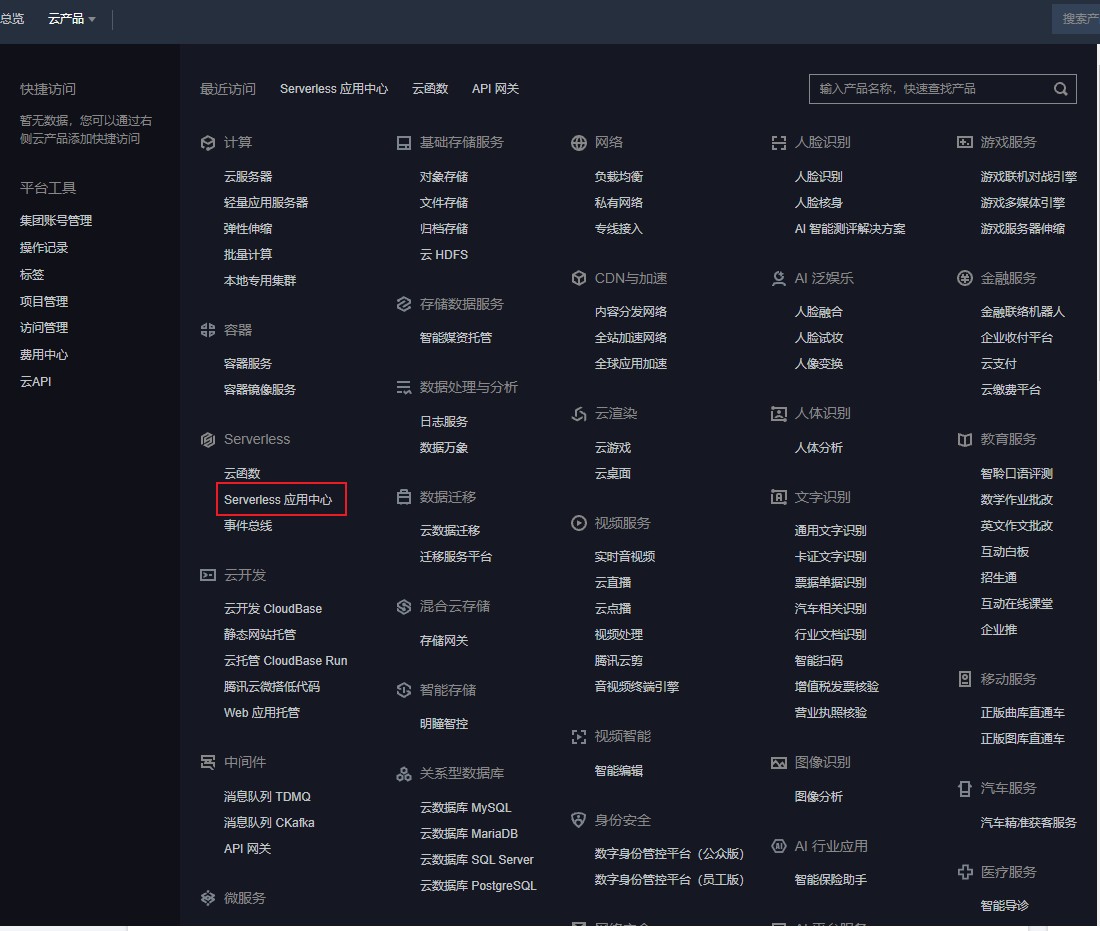 总览
云产品
搜索产
快捷访问
暂无数据，您可以通过右
侧云产品添加快捷访问
平台工具
集团账号管理
操作记录
标签
项目管理
访问管理
费用中心
云API
最近访问 Serverless 应用中心 云函数 API 网关
输入产品名称，快速查找产品
计算
云服务器
轻量应用服务器
弹性伸缩
批量计算
本地专用集群
容器
容器服务
容器镜像服务
Serverless
云函数
Serverless 应用中心
事件总线
云开发
云开发 CloudBase
静态网站托管
云托管 CloudBase Run
腾讯云微搭低代码
Web 应用托管
中间件
消息队列 TDMQ
消息队列 CKafka
API 网关
微服务
基础存储服务
对象存储
文件存储
归档存储
云 HDFS
存储数据服务
智能媒资托管
数据处理与分析
日志服务
数据万象
数据迁移
云数据迁移
迁移服务平台
混合云存储
存储网关
智能存储
明瞳智控
关系型数据库
云数据库 MySQL
云数据库 MariaDB
云数据库 SQL Server
云数据库 PostgreSQL
网络
负载均衡
私有网络
专线接入
CDN与加速
内容分发网络
全站加速网络
全球应用加速
云渲染
云游戏
云桌面
视频服务
实时音视频
云直播
云点播
视频处理
腾讯云剪
音视频终端引擎
视频智能
智能编辑
身份安全
数字身份管控平台（公众版）
数字身份管控平台（员工版）
网络安全
人脸识别
人脸识别
人脸核身
AI 智能测评解决方案
AI 泛娱乐
人脸融合
人脸试妆
人像变换
人体识别
人体分析
文字识别
通用文字识别
卡证文字识别
票据单据识别
汽车相关识别
行业文档识别
智能扫码
增值税发票核验
营业执照核验
图像识别
图像分析
AI 行业应用
智能保险助手
AI 平台服务
游戏服务
游戏联机对战引擎
游戏多媒体引擎
游戏服务器伸缩
金融服务
金融联络机器人
企业收付平台
云支付
云缴费平台
教育服务
智聆口语评测
数学作业批改
英文作文批改
互动白板
招生通
互动在线课堂
企业推
移动服务
正版曲库直通车
正版图库直通车
汽车服务
汽车精准获客服务
医疗服务
智能导诊